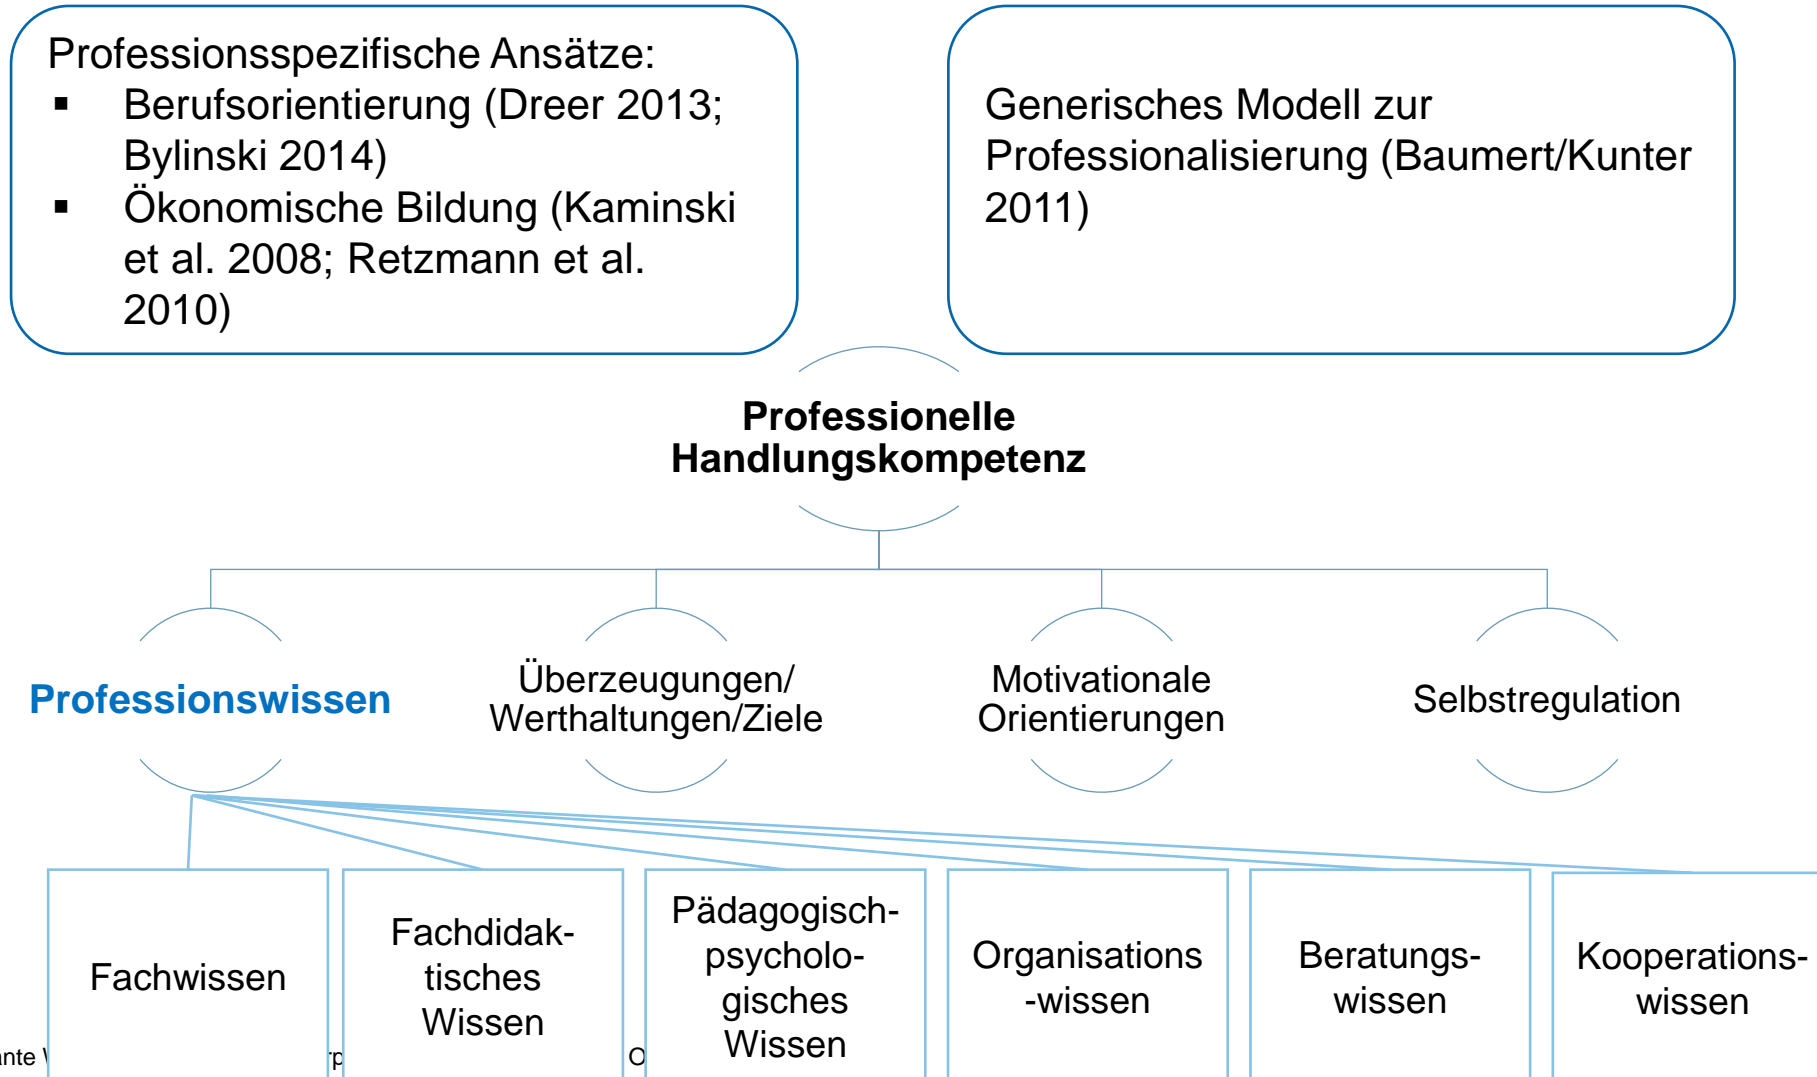 Professionsspezifische Ansätze:
▪ Berufsorientierung (Dreer 2013;
Bylinski 2014)
▪ Ökonomische Bildung (Kaminski
et al. 2008; Retzmann et al.
2010)
Generisches Modell zur
Professionalisierung (Baumert/Kunter
2011)
Professionelle
Handlungskompetenz
Professionswissen
Überzeugungen/
Werthaltungen/Ziele
Motivationale
Orientierungen
Selbstregulation
Fachwissen
Fachdidak-
tisches
Wissen
Pädagogisch-
psycholo-
gisches
Wissen
Organisations
-wissen
Beratungs-
wissen
Kooperations-
wissen